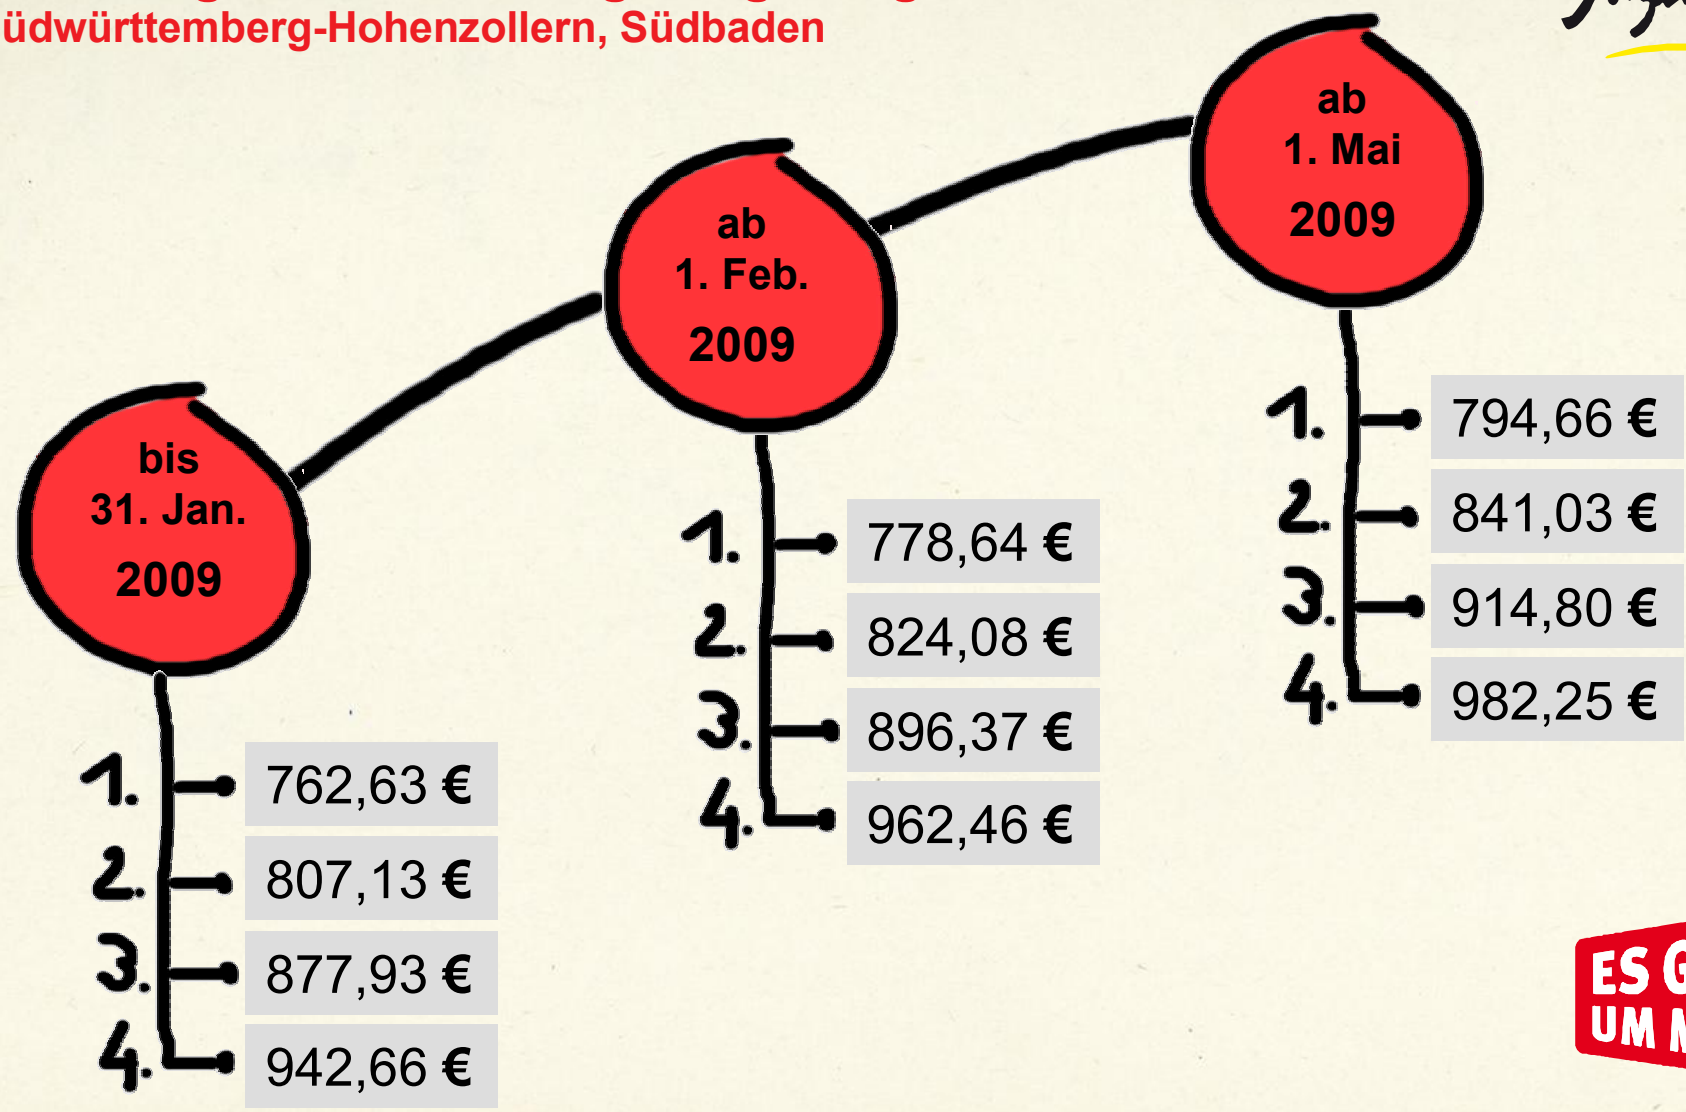 Südwürttemberg-Hohenzollern, Südbaden
bis
31. Jan.
2009
1. 762,63 €
2. 807,13 €
3. 877,93 €
4. 942,66 €
ab
1. Feb.
2009
1. 778,64 €
2. 824,08 €
3. 896,37 €
4. 962,46 €
ab
1. Mai
2009
1. 794,66 €
2. 841,03 €
3. 914,80 €
4. 982,25 €
ES G
UM M